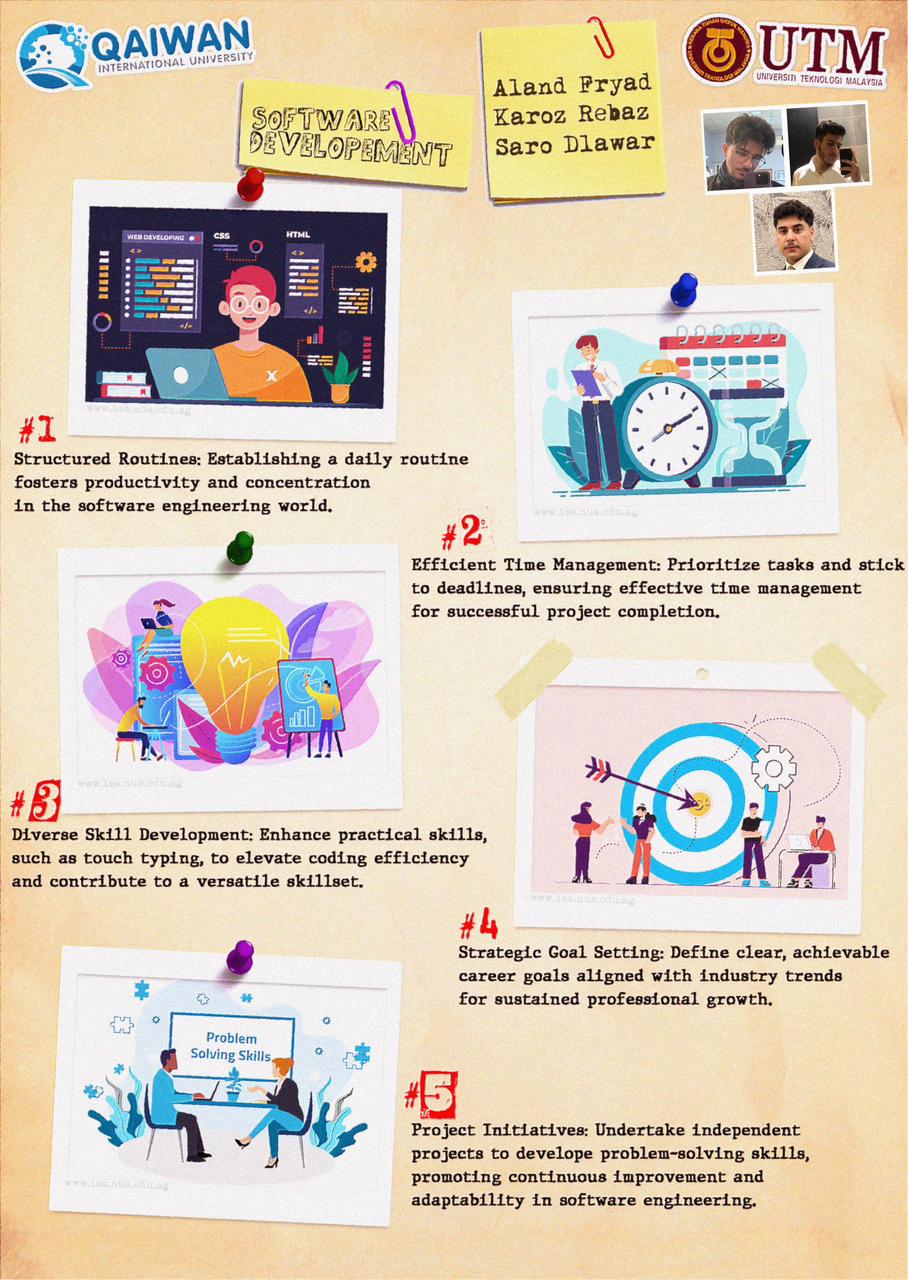 QAIWAN
INTERNATIONAL UNIVERSITY
UTM
UNIVERSITI TEKNOLOGI MALAYSIA
SOFTWARE
DEVELOPEMENT
Aland Fryad
Karoz Rebaz
Saro Dlawar
WEB DEVELOPING
CSS
HTML
< >
</>
</>
X
www.iss.nus.edu.sg
#1
Structured Routines: Establishing a daily routine
fosters productivity and concentration
in the software engineering world.
www.iss.nus.edu.sg
#2
Efficient Time Management: Prioritize tasks and stick
to deadlines, ensuring effective time management
for successful project completion.
www.iss.nus.edu.sg
#3
Diverse Skill Development: Enhance practical skills,
such as touch typing, to elevate coding efficiency
and contribute to a versatile skillset.
www.iss.nus.edu.sg
#4
Strategic Goal Setting: Define clear, achievable
career goals aligned with industry trends
for sustained professional growth.
Problem
Solving Skills
www.iss.nus.edu.sg
#5
Project Initiatives: Undertake independent
projects to develope problem-solving skills,
promoting continuous improvement and
adaptability in software engineering.